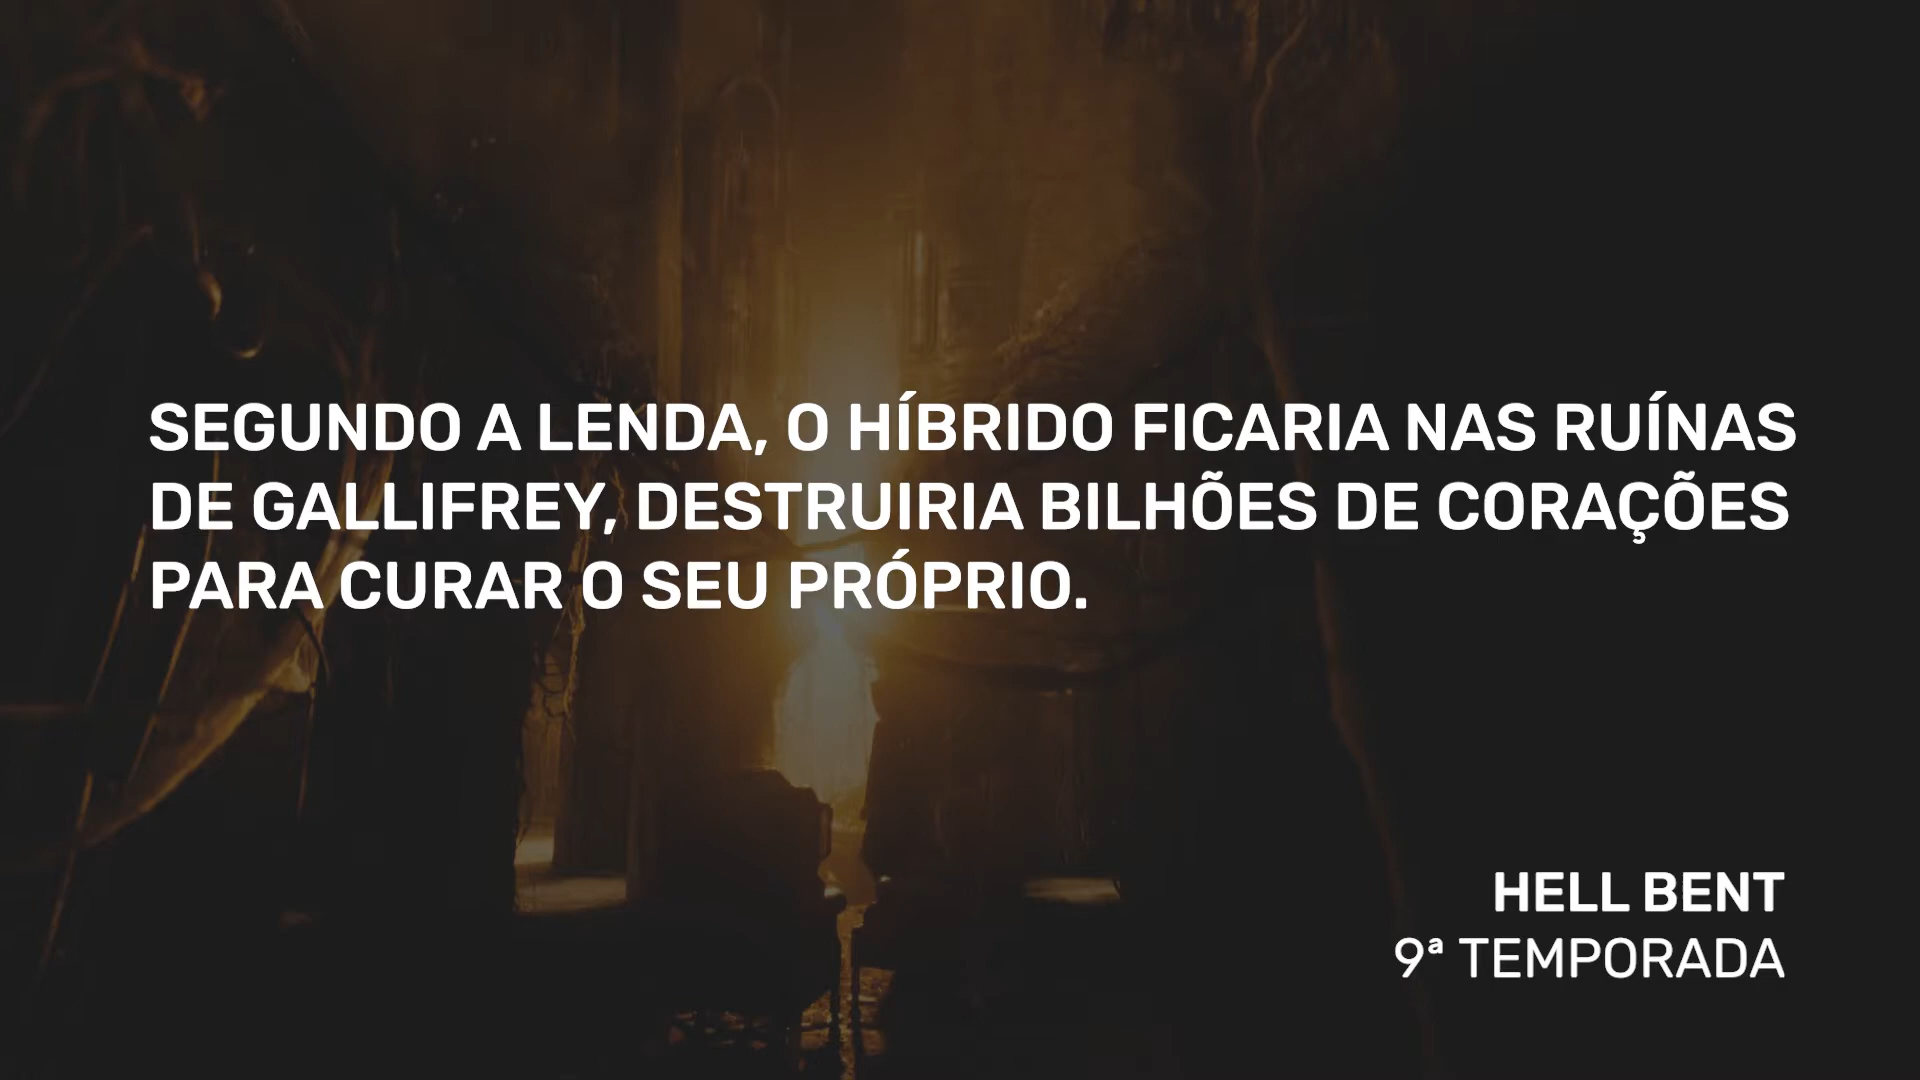 SEGUNDO A LENDA, O HÍBRIDO FICARIA NAS RUÍNAS
DE GALLIFREY, DESTRUIRIA BILHÕES DE CORAÇÕES
PARA CURAR O SEU PRÓPRIO.
HELL BENT
9ª TEMPORADA